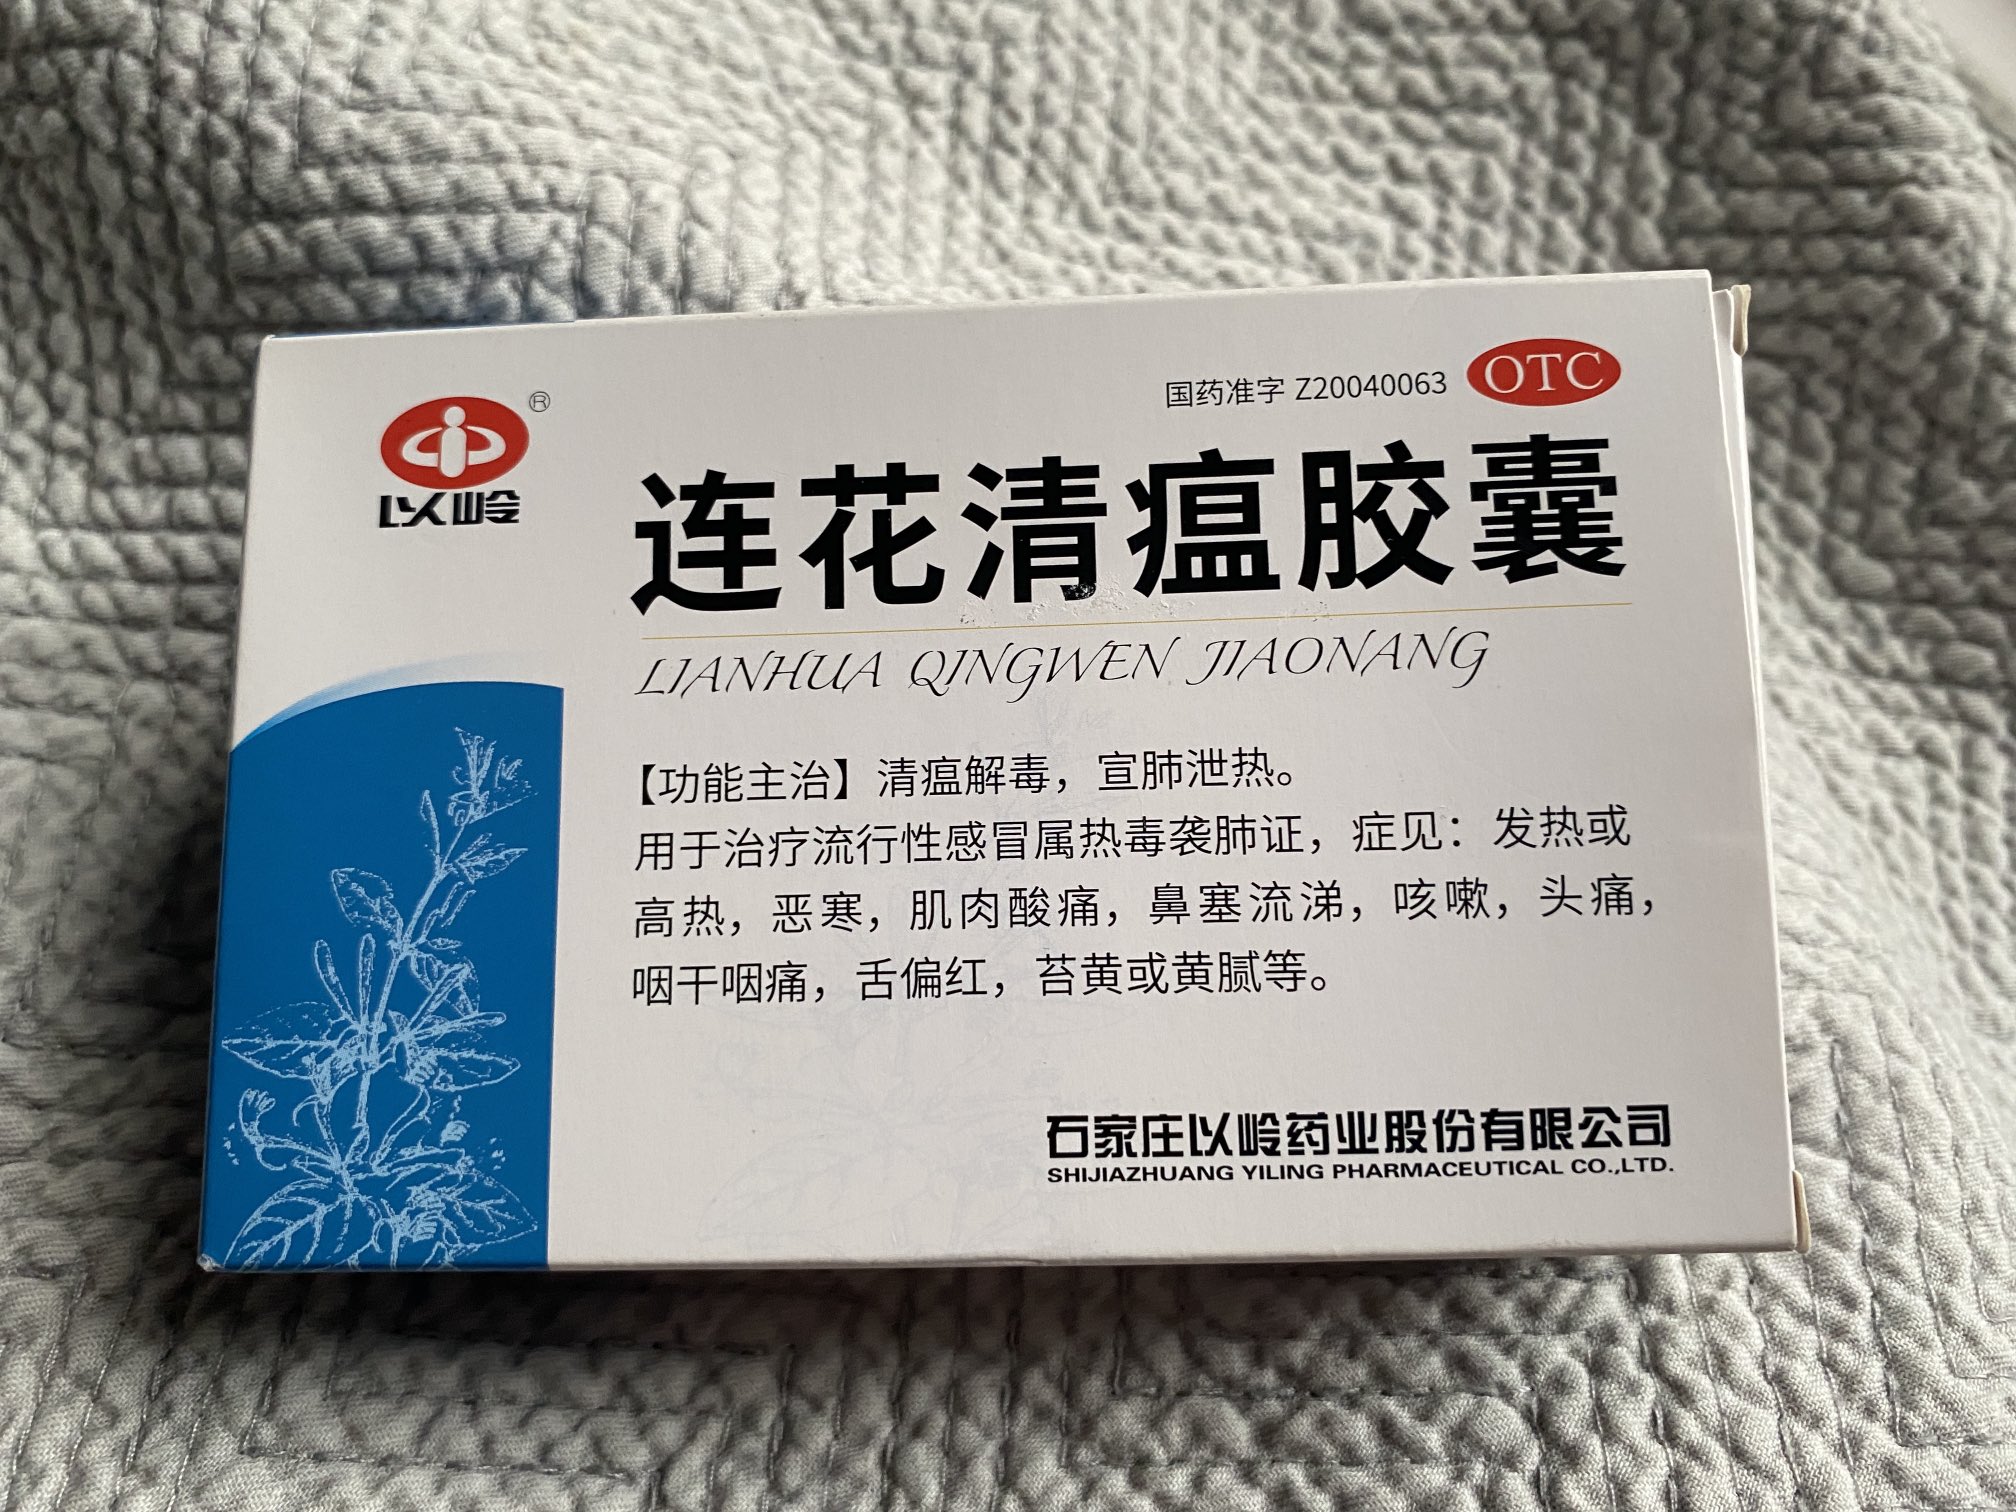 国药准字 Z20040063 OTC
®
以岭
连花清瘟胶囊
LIANHUA QINGWEN JIAONANG
【功能主治】清瘟解毒，宣肺泄热。
用于治疗流行性感冒属热毒袭肺证，症见：发热或
高热，恶寒，肌肉酸痛，鼻塞流涕，咳嗽，头痛，
咽干咽痛，舌偏红，苔黄或黄腻等。
石家庄以岭药业股份有限公司
SHIJIAZHUANG YILING PHARMACEUTICAL CO.,LTD.